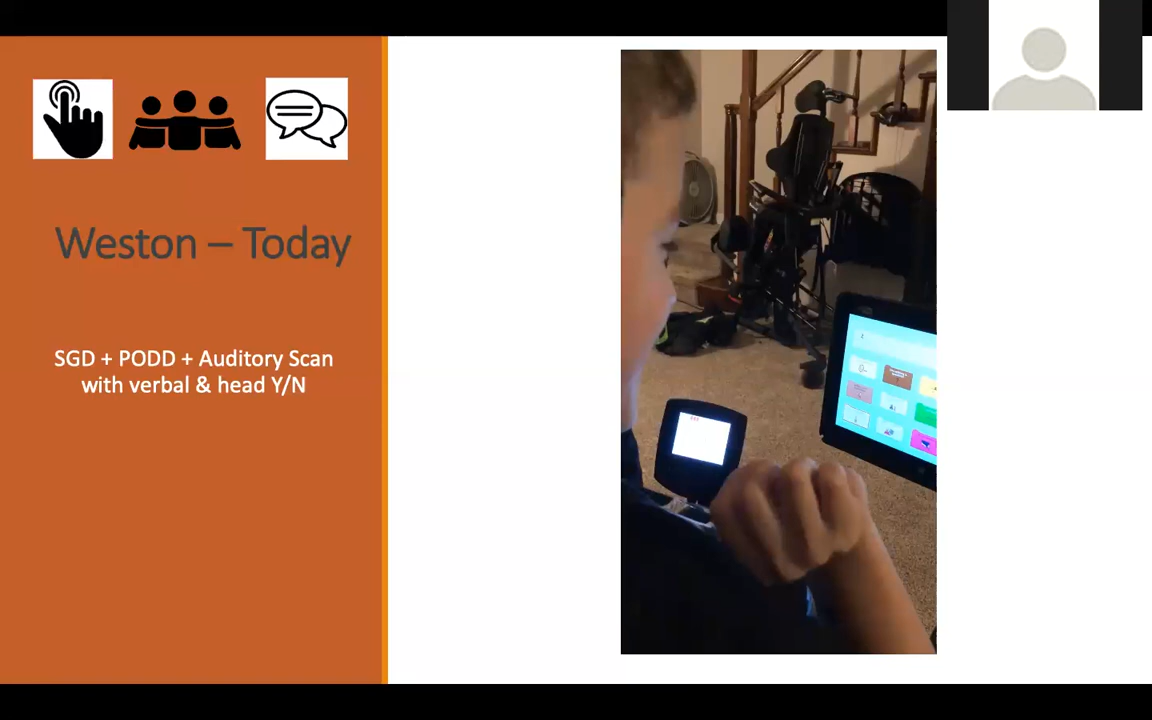 Weston – Today
SGD + PODD + Auditory Scan
with verbal & head Y/N